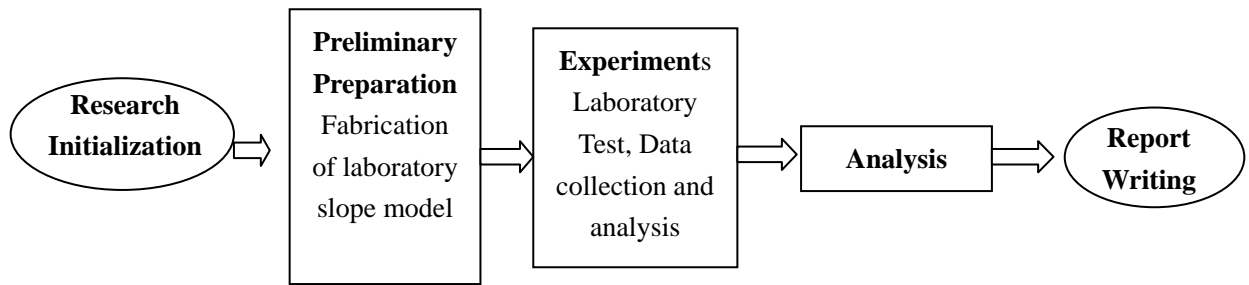 Research
Initialization
Preliminary
Preparation
Fabrication
of laboratory
slope model
Experiments
Laboratory
Test, Data
collection and
analysis
Analysis
Report
Writing